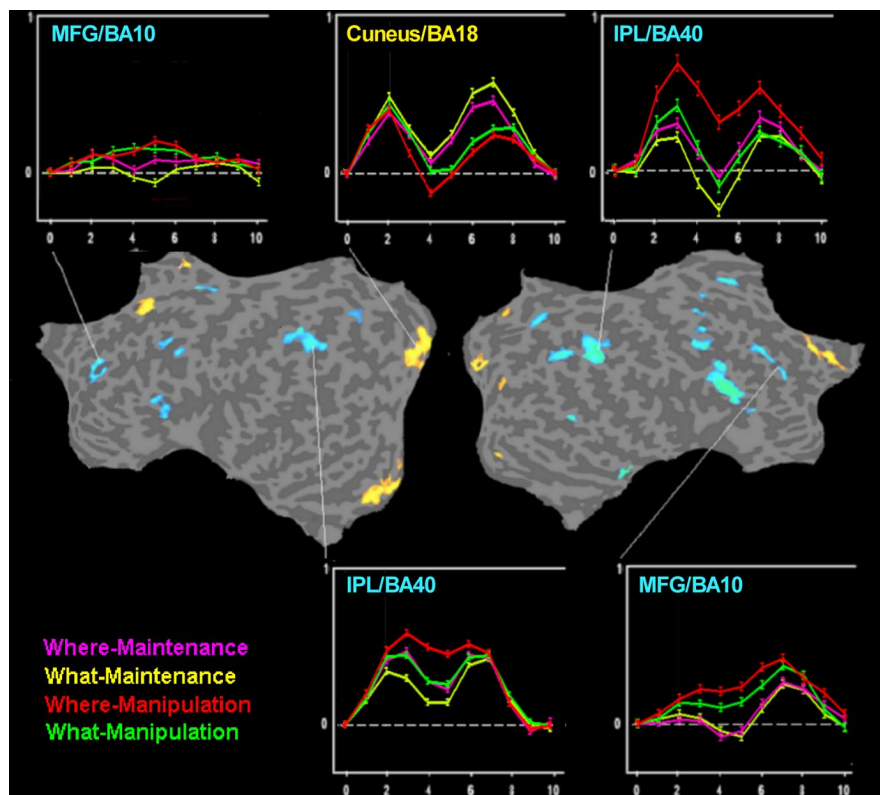 1 MFG/BA10
1 Cuneus/BA18
1 IPL/BA40
0
0
0
0 2 4 6 8 10
0 2 4 6 8 10
0 2 4 6 8 10
1 IPL/BA40
1 MFG/BA10
0
0
0 2 4 6 8 10
0 2 4 6 8 10
Where-Maintenance
What-Maintenance
Where-Manipulation
What-Manipulation